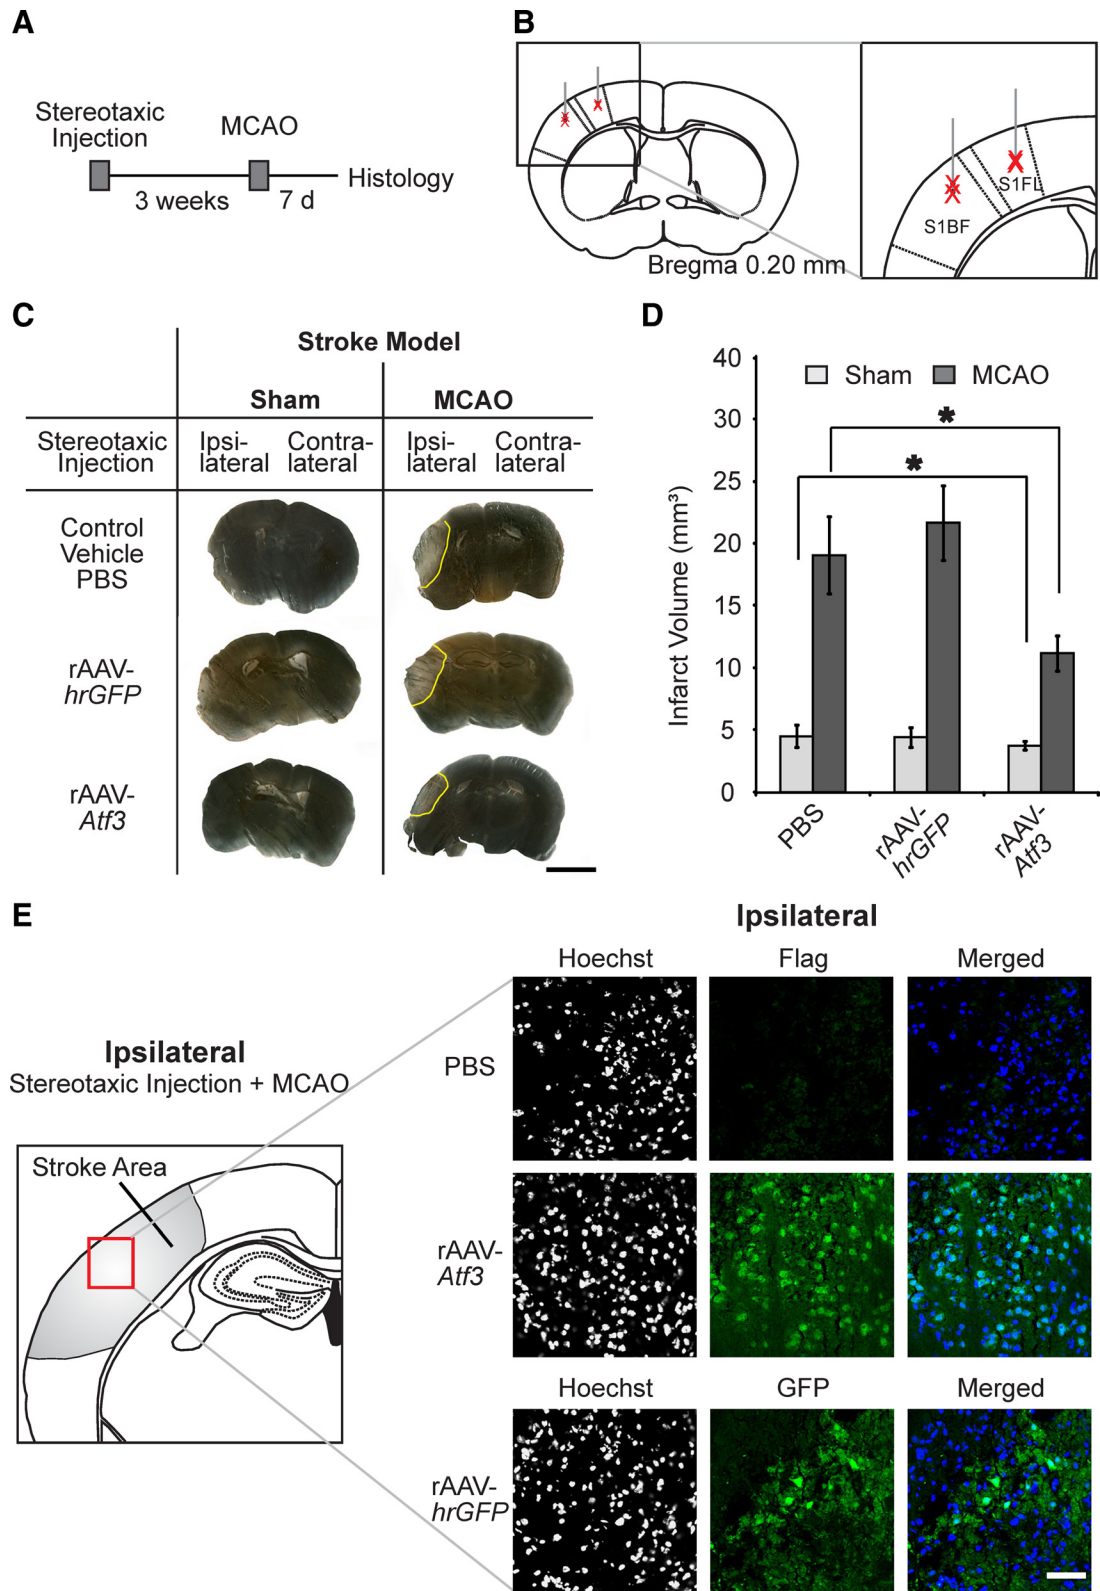 A
Stereotaxic
Injection
MCAO
3 weeks
7 d
Histology
B
Bregma 0.20 mm
S1FL
S1BF
C
Stroke Model
Sham
MCAO
Stereotaxic
Injection
Ipsi-
lateral
Contra-
lateral
Ipsi-
lateral
Contra-
lateral
Control
Vehicle
PBS
rAAV-
hrGFP
rAAV-
Atf3
D
Sham
MCAO
Infarct Volume (mm³)
40
30
25
20
15
10
5
0
*
*
PBS
rAAV-
hrGFP
rAAV-
Atf3
E
Ipsilateral
Stereotaxic Injection + MCAO
Stroke Area
Ipsilateral
Hoechst
Flag
Merged
PBS
rAAV-
Atf3
Hoechst
GFP
Merged
rAAV-
hrGFP